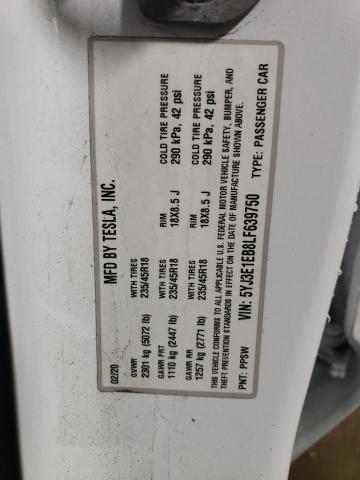 MFD BY TESLA, INC.
02/20
GVWR
2301 kg (5072 lb)
GAWR FRT WITH TIRES RIM COLD TIRE PRESSURE
1110 kg (2447 lb) 235/45R18 18X8.5 J 290 kPa, 42 psi
GAWR RR WITH TIRES RIM COLD TIRE PRESSURE
1257 kg (2771 lb) 235/45R18 18X8.5 J 290 kPa, 42 psi
THIS VEHICLE CONFORMS TO ALL APPLICABLE U.S. FEDERAL MOTOR VEHICLE SAFETY, BUMPER, AND
THEFT PREVENTION STANDARDS IN EFFECT ON THE DATE OF MANUFACTURE SHOWN ABOVE.
VIN: 5YJ3E1EB8LF639750
PNT: PPSW TYPE: PASSENGER CAR